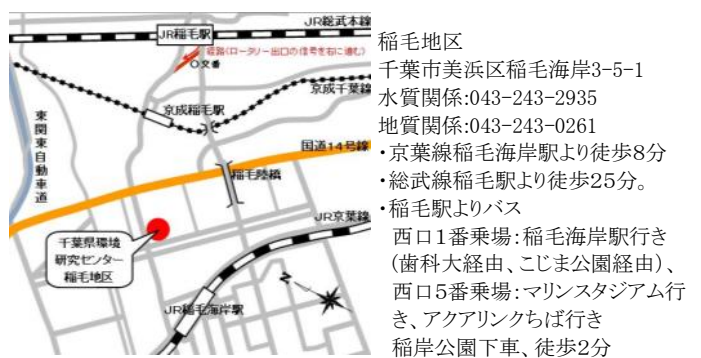 JR総武本線
JR稲毛駅
経路(ロータリー出口の信号を右に進む)
交番
京成千葉線
京成稲毛駅
東関東自動車道
国道14号線
稲毛陸橋
JR京葉線
千葉県環境
研究センター
稲毛地区
N
JR稲毛海岸駅
稲毛地区
千葉市美浜区稲毛海岸3-5-1
水質関係:043-243-2935
地質関係:043-243-0261
・京葉線稲毛海岸駅より徒歩8分
・総武線稲毛駅より徒歩25分。
・稲毛駅よりバス
西口1番乗場:稲毛海岸駅行き
(歯科大経由、こじま公園経由)、
西口5番乗場:マリンスタジアム行
き、アクアリンクちば行き
稲岸公園下車、徒歩2分